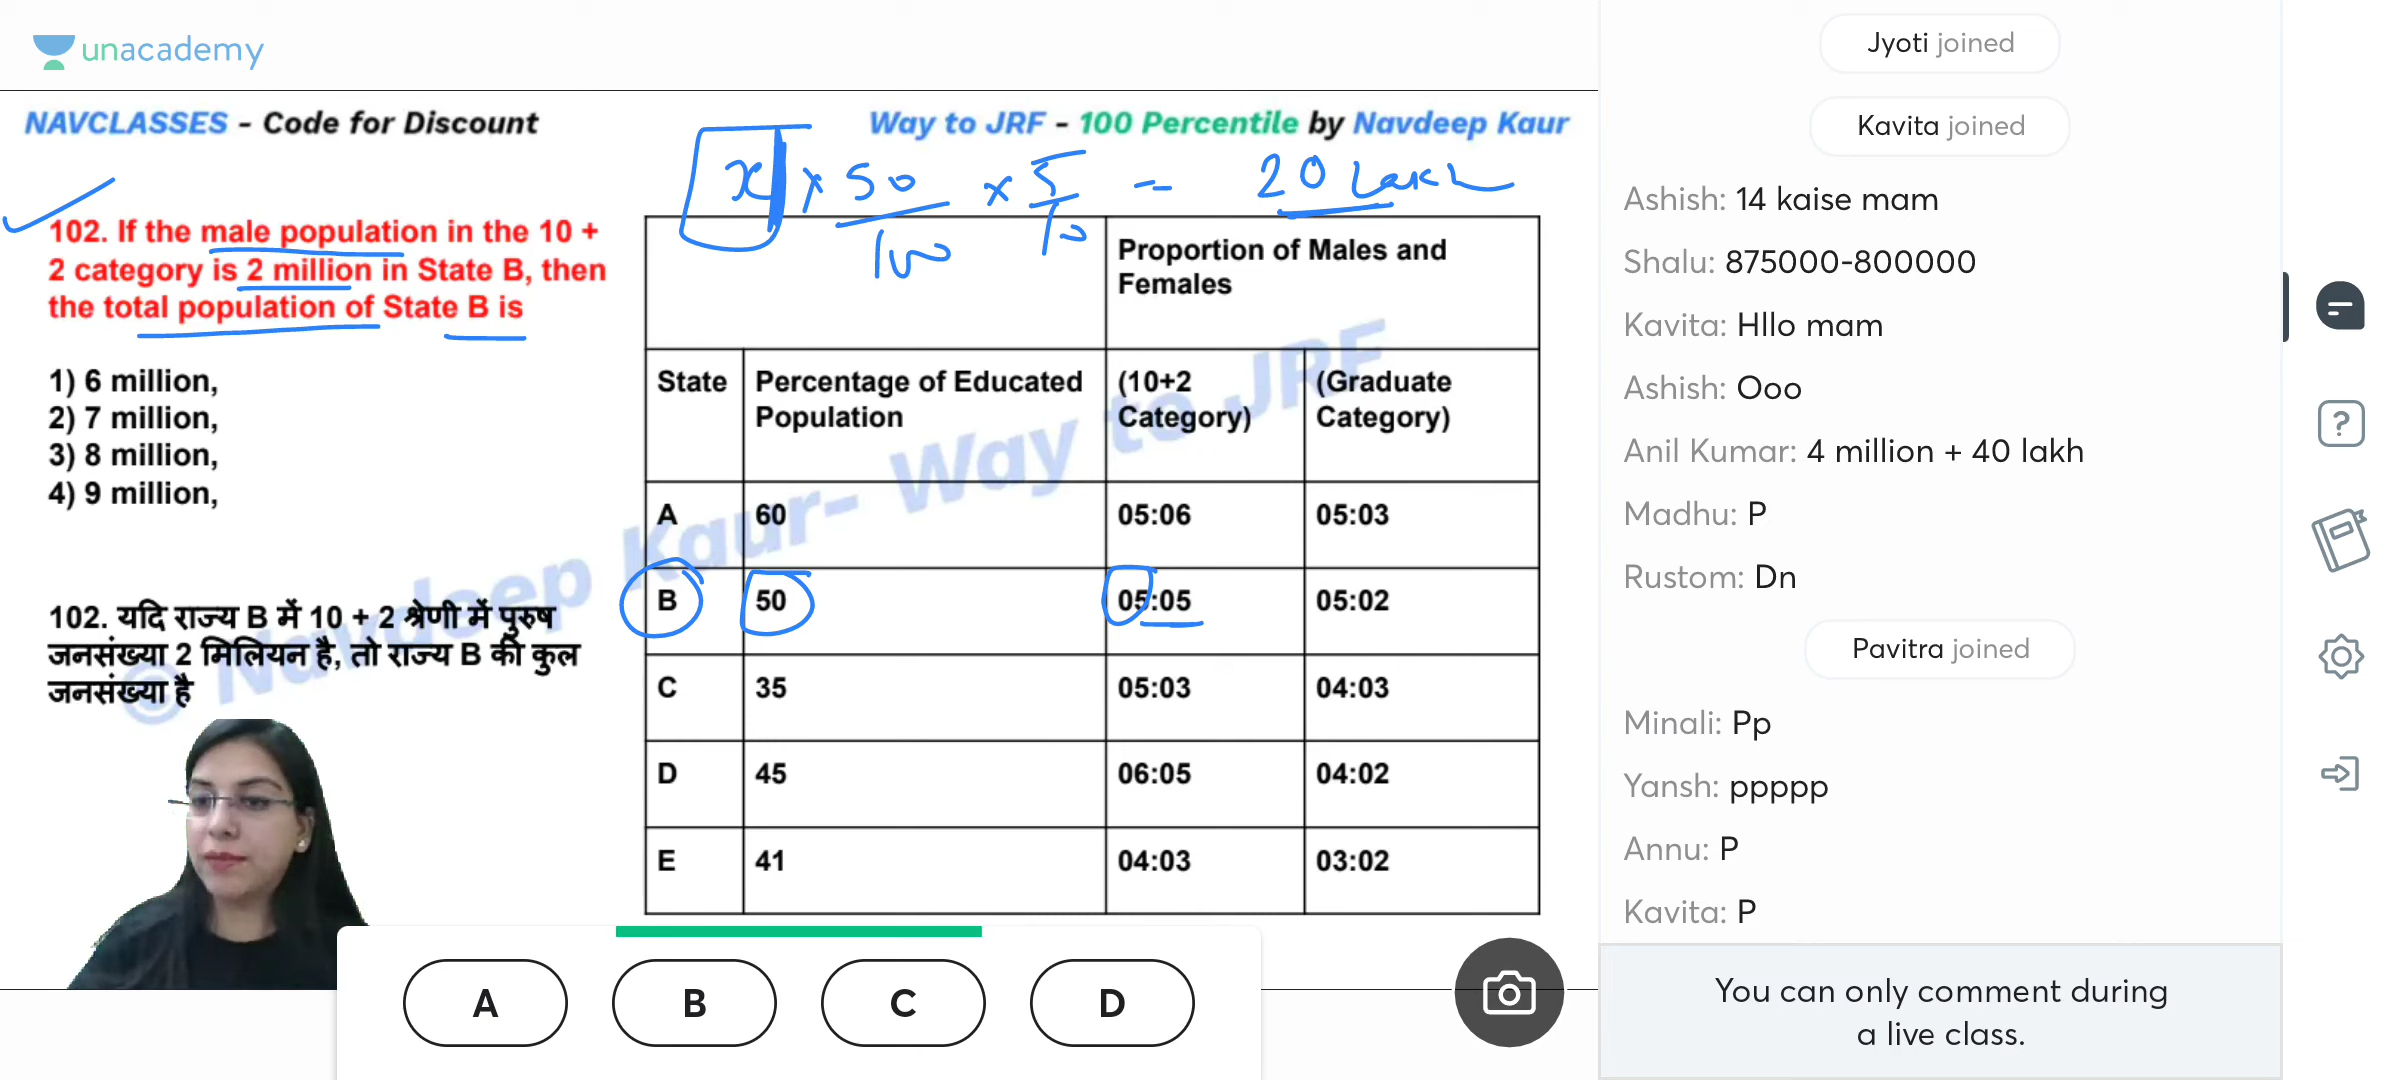 unacademy
NAVCLASSES - Code for Discount
Way to JRF - 100 Percentile by Navdeep Kaur
x × 50/100 × 5/10 = 20 Lakh
102. If the male population in the 10 +
2 category is 2 million in State B, then
the total population of State B is
1) 6 million,
2) 7 million,
3) 8 million,
4) 9 million,
102. यदि राज्य B में 10 + 2 श्रेणी में पुरुष
जनसंख्या 2 मिलियन है, तो राज्य B की कुल
जनसंख्या है
Proportion of Males and
Females
State Percentage of Educated Population (10+2 Category) (Graduate Category)
A 60 05:06 05:03
B 50 05:05 05:02
C 35 05:03 04:03
D 45 06:05 04:02
E 41 04:03 03:02
© Navdeep Kaur- Way to JRF
A B C D
Jyoti joined
Kavita joined
Ashish: 14 kaise mam
Shalu: 875000-800000
Kavita: Hllo mam
Ashish: Ooo
Anil Kumar: 4 million + 40 lakh
Madhu: P
Rustom: Dn
Pavitra joined
Minali: Pp
Yansh: ppppp
Annu: P
Kavita: P
You can only comment during
a live class.
?